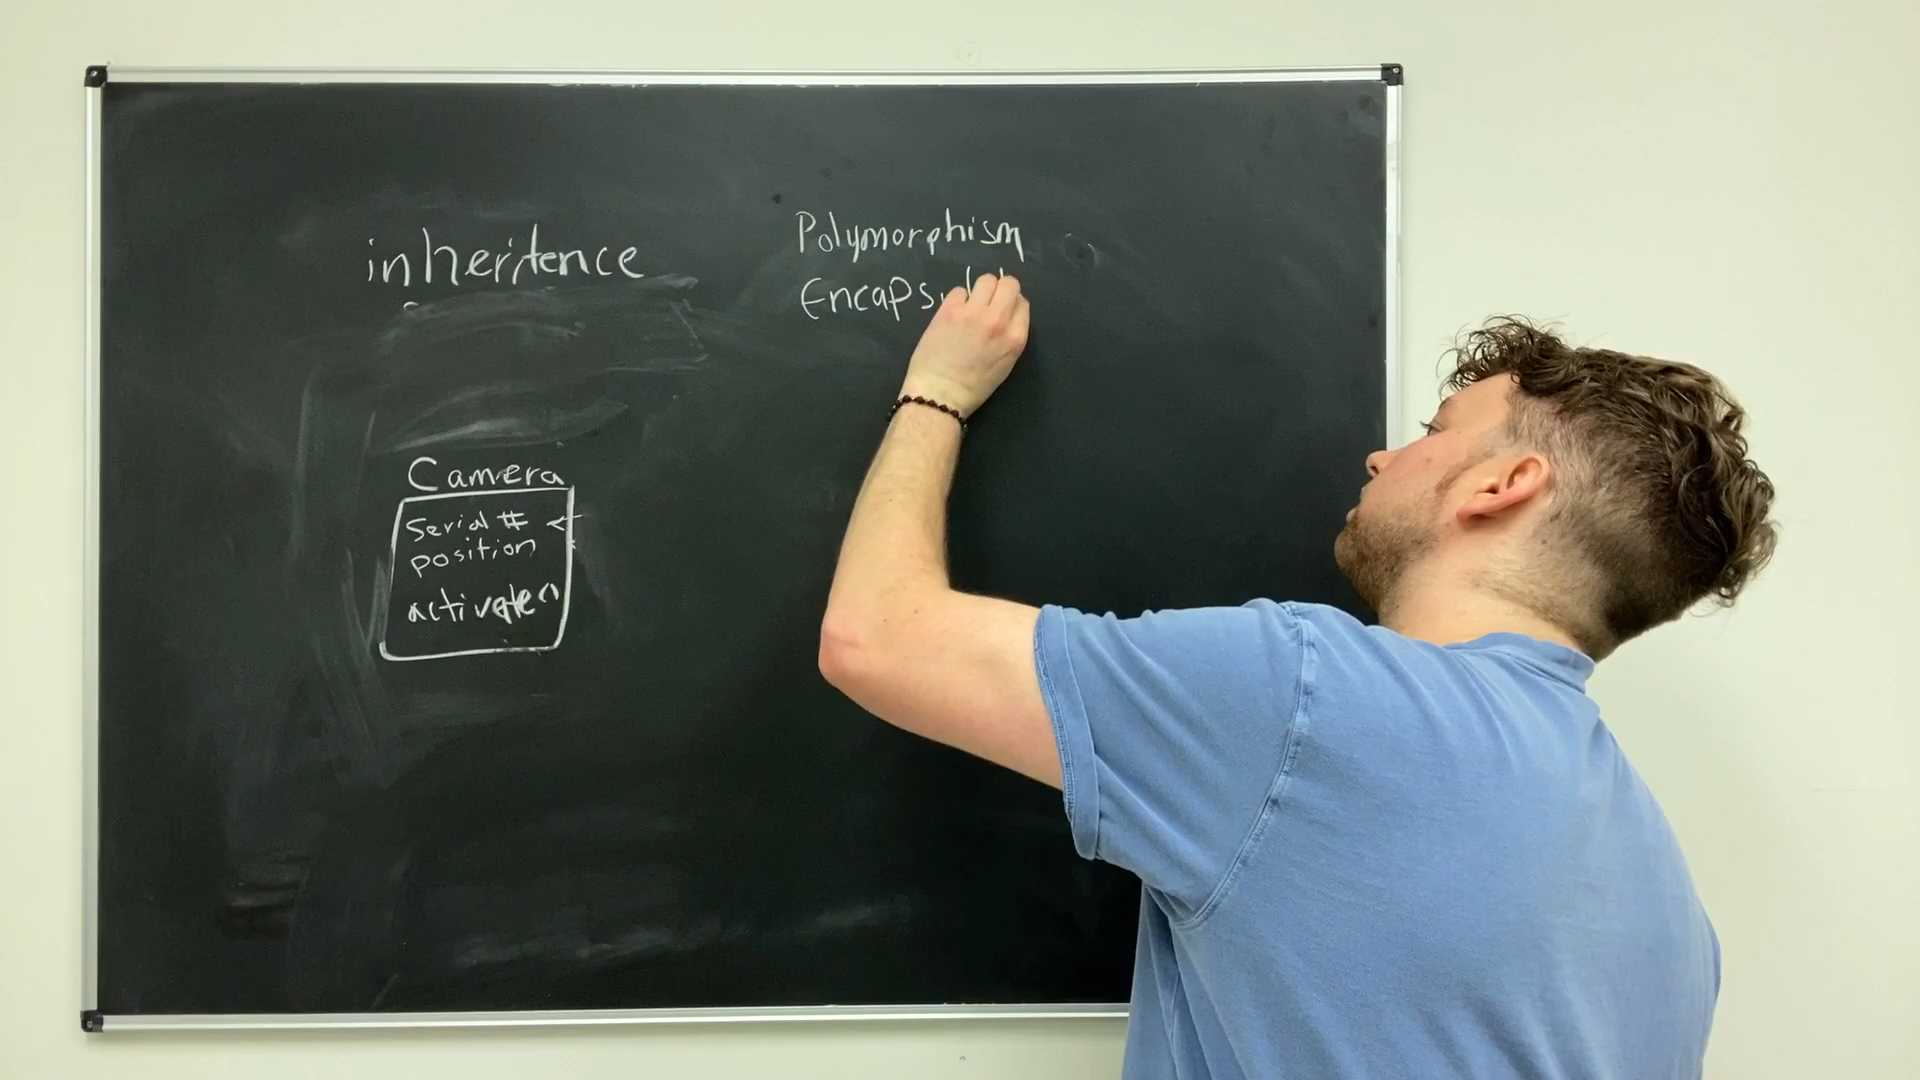 inheritence
Polymorphism
Camera
Serial #
position
activate()